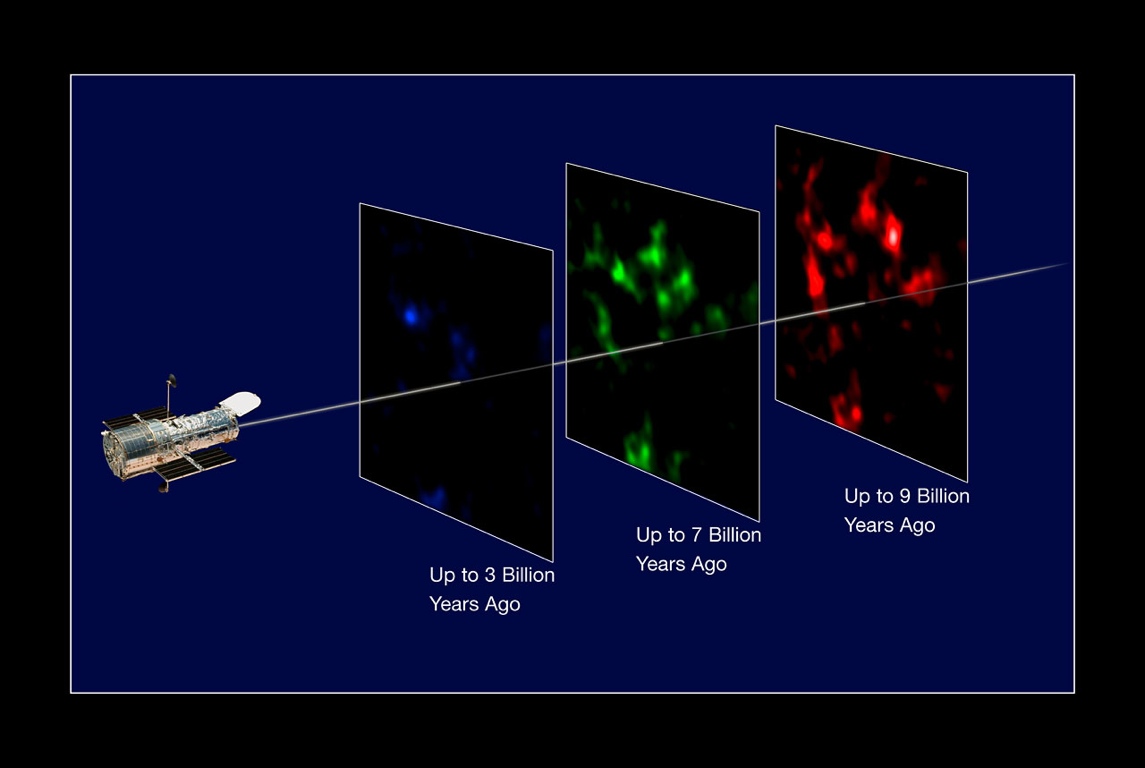 Up to 3 Billion
Years Ago
Up to 7 Billion
Years Ago
Up to 9 Billion
Years Ago